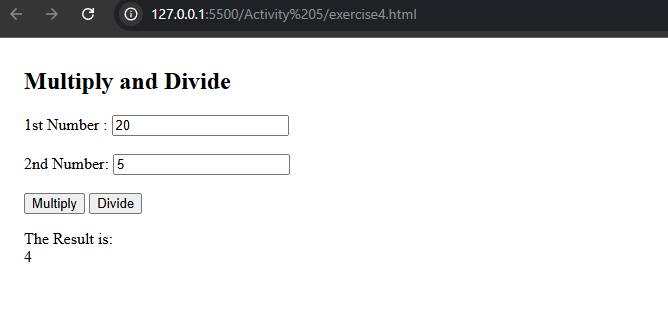 127.0.0.1:5500/Activity%205/exercise4.html
Multiply and Divide
1st Number : 20
2nd Number: 5
Multiply Divide
The Result is:
4